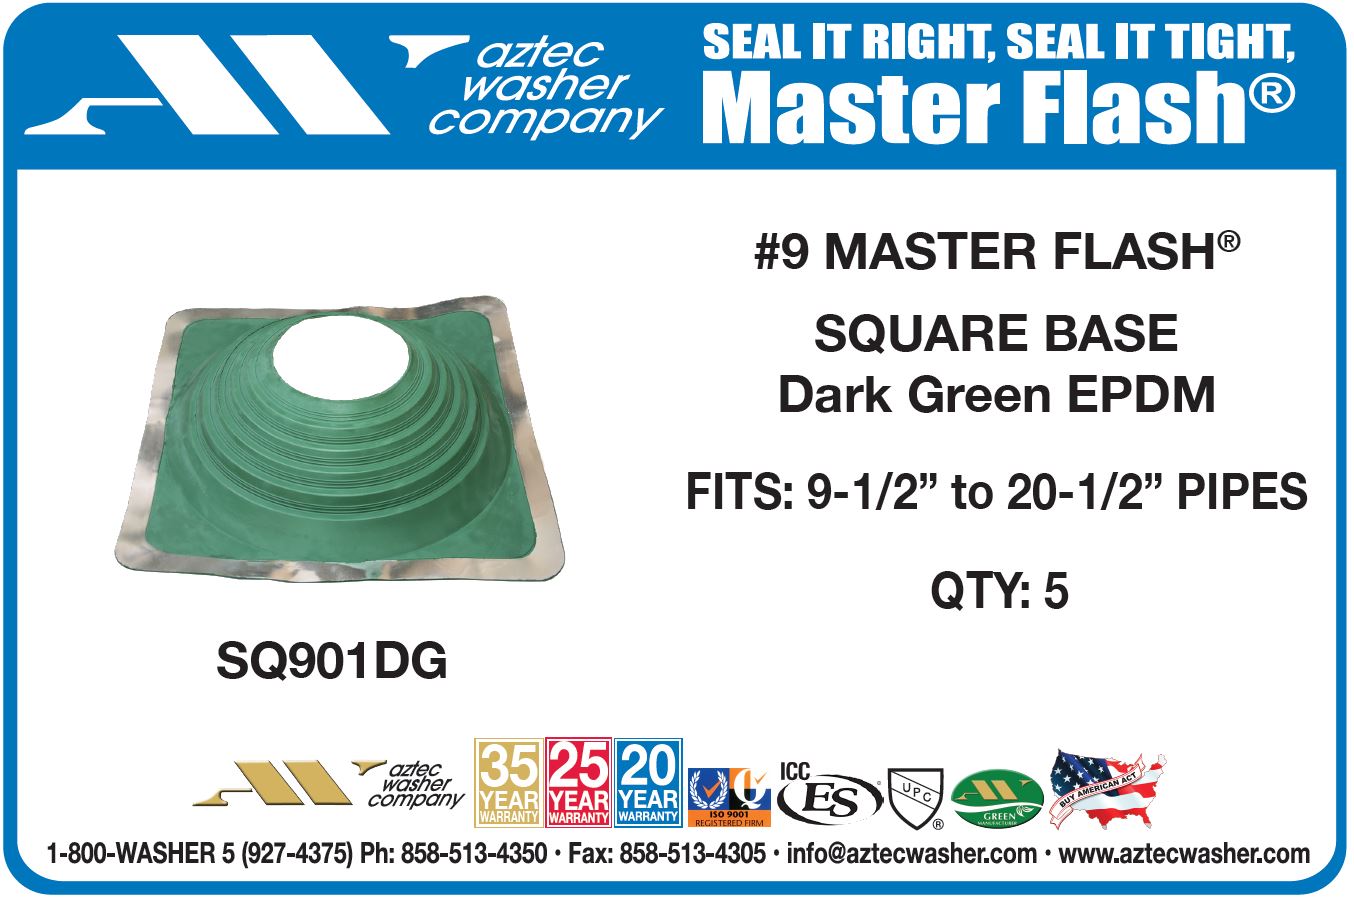 aztec
washer
company
SEAL IT RIGHT, SEAL IT TIGHT,
Master Flash®
#9 MASTER FLASH®
SQUARE BASE
Dark Green EPDM
FITS: 9-1/2” to 20-1/2” PIPES
QTY: 5
SQ901DG
aztec
washer
company
35
YEAR
WARRANTY
25
YEAR
WARRANTY
20
YEAR
WARRANTY
Q
ISO 9001
REGISTERED FIRM
ICC
ES
®
UPC
®
GREEN
MANUFACTURER
BUY AMERICAN ACT
1-800-WASHER 5 (927-4375) Ph: 858-513-4350 • Fax: 858-513-4305 • info@aztecwasher.com • www.aztecwasher.com